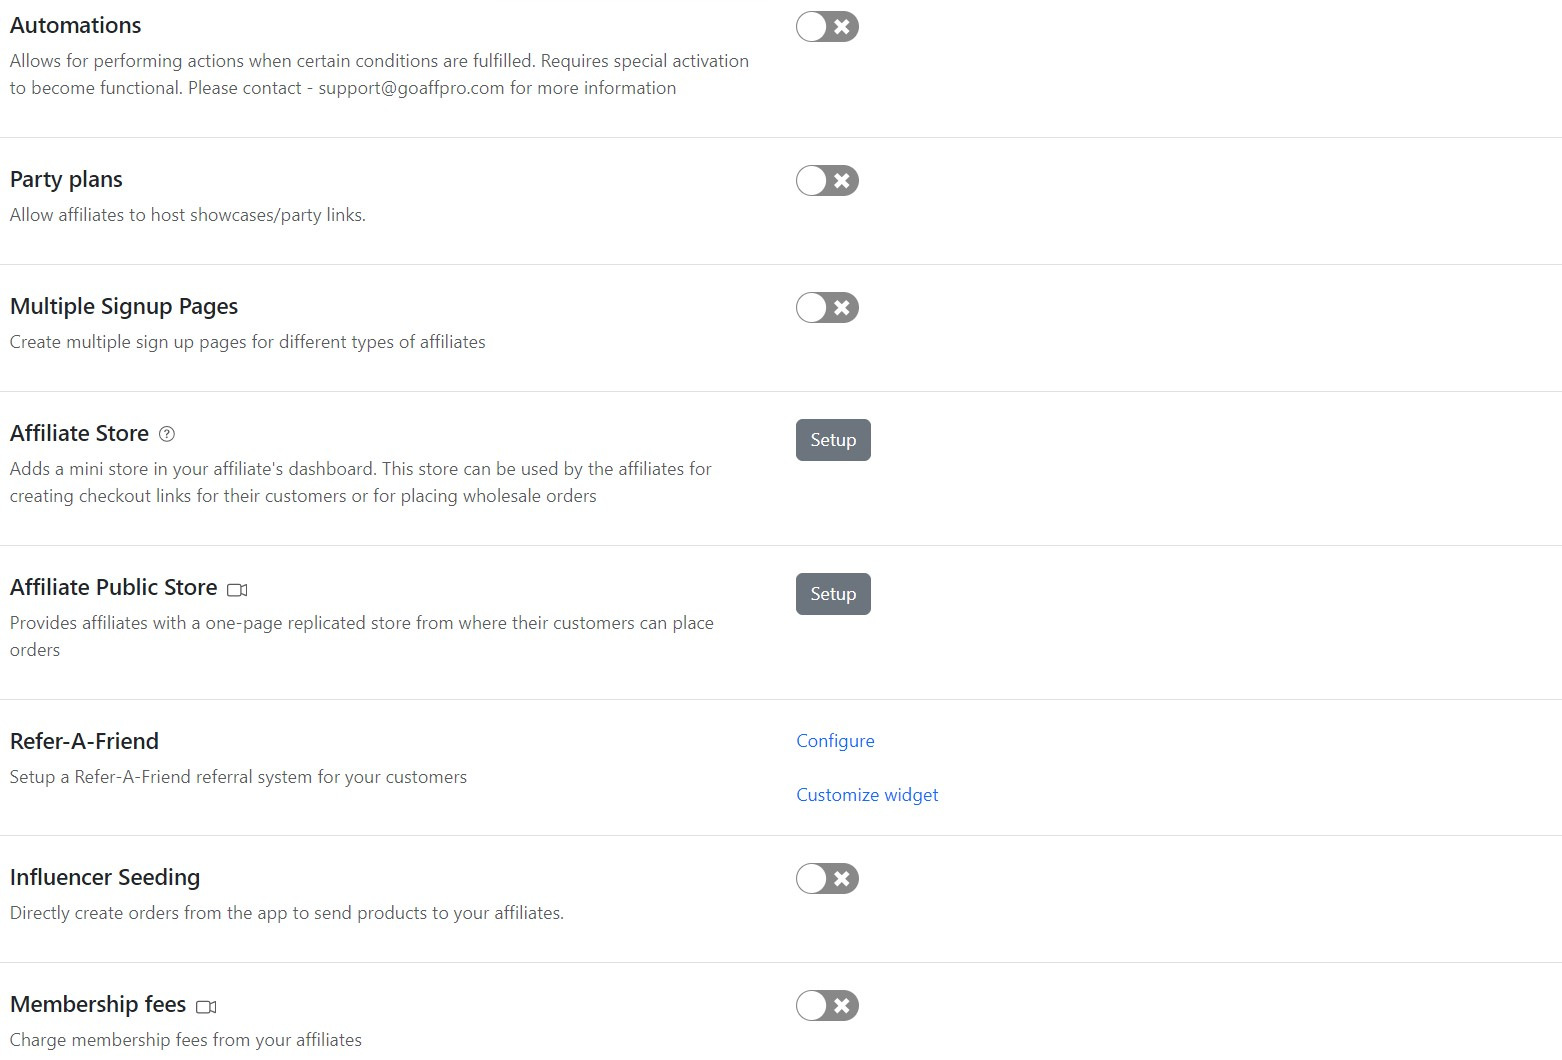 Automations
Allows for performing actions when certain conditions are fulfilled. Requires special activation
to become functional. Please contact - support@goaffpro.com for more information
Party plans
Allow affiliates to host showcases/party links.
Multiple Signup Pages
Create multiple sign up pages for different types of affiliates
Affiliate Store
Setup
Adds a mini store in your affiliate's dashboard. This store can be used by the affiliates for
creating checkout links for their customers or for placing wholesale orders
Affiliate Public Store
Setup
Provides affiliates with a one-page replicated store from where their customers can place
orders
Refer-A-Friend
Configure
Setup a Refer-A-Friend referral system for your customers
Customize widget
Influencer Seeding
Directly create orders from the app to send products to your affiliates.
Membership fees
Charge membership fees from your affiliates